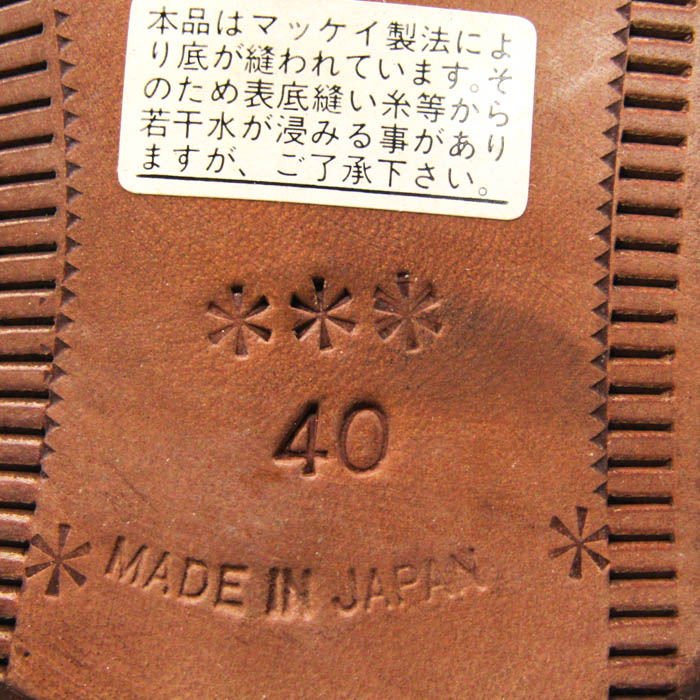 本品はマッケイ製法によ
り底が縫われています。そ
のため表底縫い糸等から
若干水が浸みる事があり
ますが、ご了承下さい。
***
40
* MADE IN JAPAN *